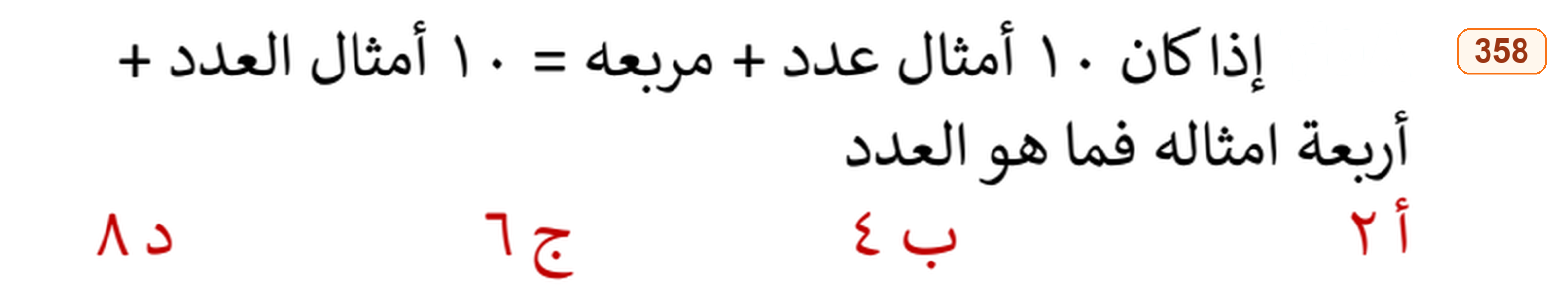 358
إذا كان ١٠ أمثال عدد + مربعه = ١٠ أمثال العدد +
أربعة امثاله فما هو العدد
أ ٢ ب ٤ ج ٦ د ٨